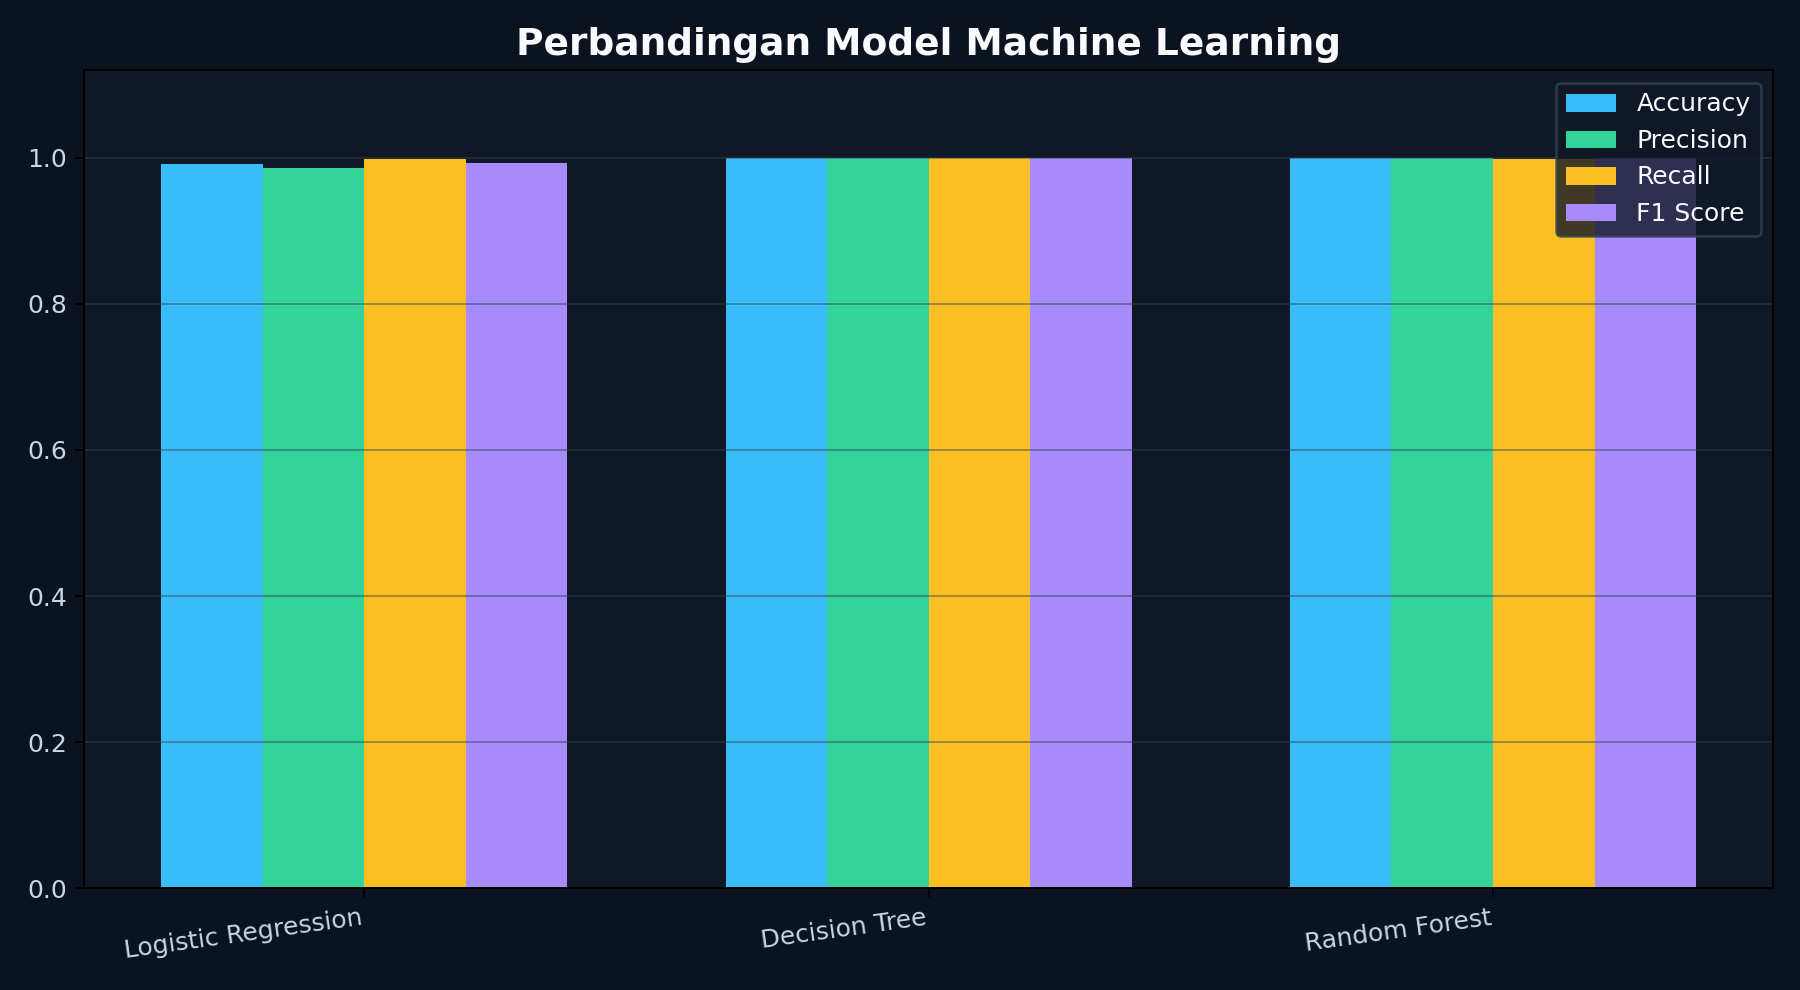 Perbandingan Model Machine Learning
Accuracy
Precision
Recall
F1 Score
1.0
0.8
0.6
0.4
0.2
0.0
Logistic Regression
Decision Tree
Random Forest